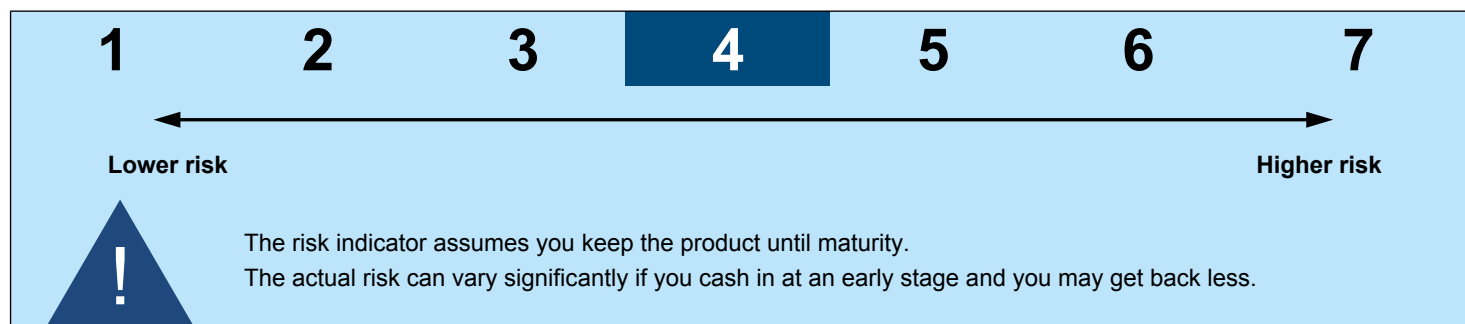 1 2 3 4 5 6 7
Lower risk Higher risk
!
The risk indicator assumes you keep the product until maturity.
The actual risk can vary significantly if you cash in at an early stage and you may get back less.